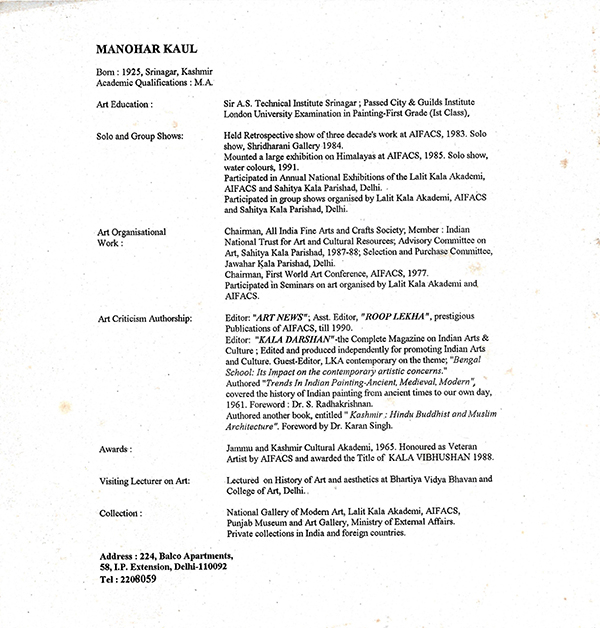 MANOHAR KAUL
Born : 1925, Srinagar, Kashmir
Academic Qualifications : M.A.
Art Education : Sir A.S. Technical Institute Srinagar ; Passed City & Guilds Institute
London University Examination in Painting-First Grade (Ist Class),
Solo and Group Shows: Held Retrospective show of three decade's work at AIFACS, 1983. Solo
show, Shridharani Gallery 1984.
Mounted a large exhibition on Himalayas at AIFACS, 1985. Solo show,
water colours, 1991.
Participated in Annual National Exhibitions of the Lalit Kala Akademi,
AIFACS and Sahitya Kala Parishad, Delhi.
Participated in group shows organised by Lalit Kala Akademi, AIFACS
and Sahitya Kala Parishad, Delhi.
Art Organisational Chairman, All India Fine Arts and Crafts Society; Member : Indian
Work : National Trust for Art and Cultural Resources; Advisory Committee on
Art, Sahitya Kala Parishad, 1987-88; Selection and Purchase Committee,
Jawahar Kala Parishad, Delhi.
Chairman, First World Art Conference, AIFACS, 1977.
Participated in Seminars on art organised by Lalit Kala Akademi and
AIFACS.
Art Criticism Authorship: Editor: "ART NEWS"; Asst. Editor, "ROOP LEKHA", prestigious
Publications of AIFACS, till 1990.
Editor: "KALA DARSHAN"-the Complete Magazine on Indian Arts &
Culture ; Edited and produced independently for promoting Indian Arts
and Culture. Guest-Editor, LKA contemporary on the theme; "Bengal
School: Its Impact on the contemporary artistic concerns."
Authored "Trends In Indian Painting-Ancient, Medieval, Modern",
covered the history of Indian painting from ancient times to our own day,
1961. Foreword : Dr. S. Radhakrishnan.
Authored another book, entitled " Kashmir : Hindu Buddhist and Muslim
Architecture". Foreword by Dr. Karan Singh.
Awards : Jammu and Kashmir Cultural Akademi, 1965. Honoured as Veteran
Artist by AIFACS and awarded the Title of KALA VIBHUSHAN 1988.
Visiting Lecturer on Art: Lectured on History of Art and aesthetics at Bhartiya Vidya Bhavan and
College of Art, Delhi.
Collection : National Gallery of Modern Art, Lalit Kala Akademi, AIFACS,
Punjab Museum and Art Gallery, Ministry of External Affairs.
Private collections in India and foreign countries.
Address : 224, Balco Apartments,
58, I.P. Extension, Delhi-110092
Tel : 2208059